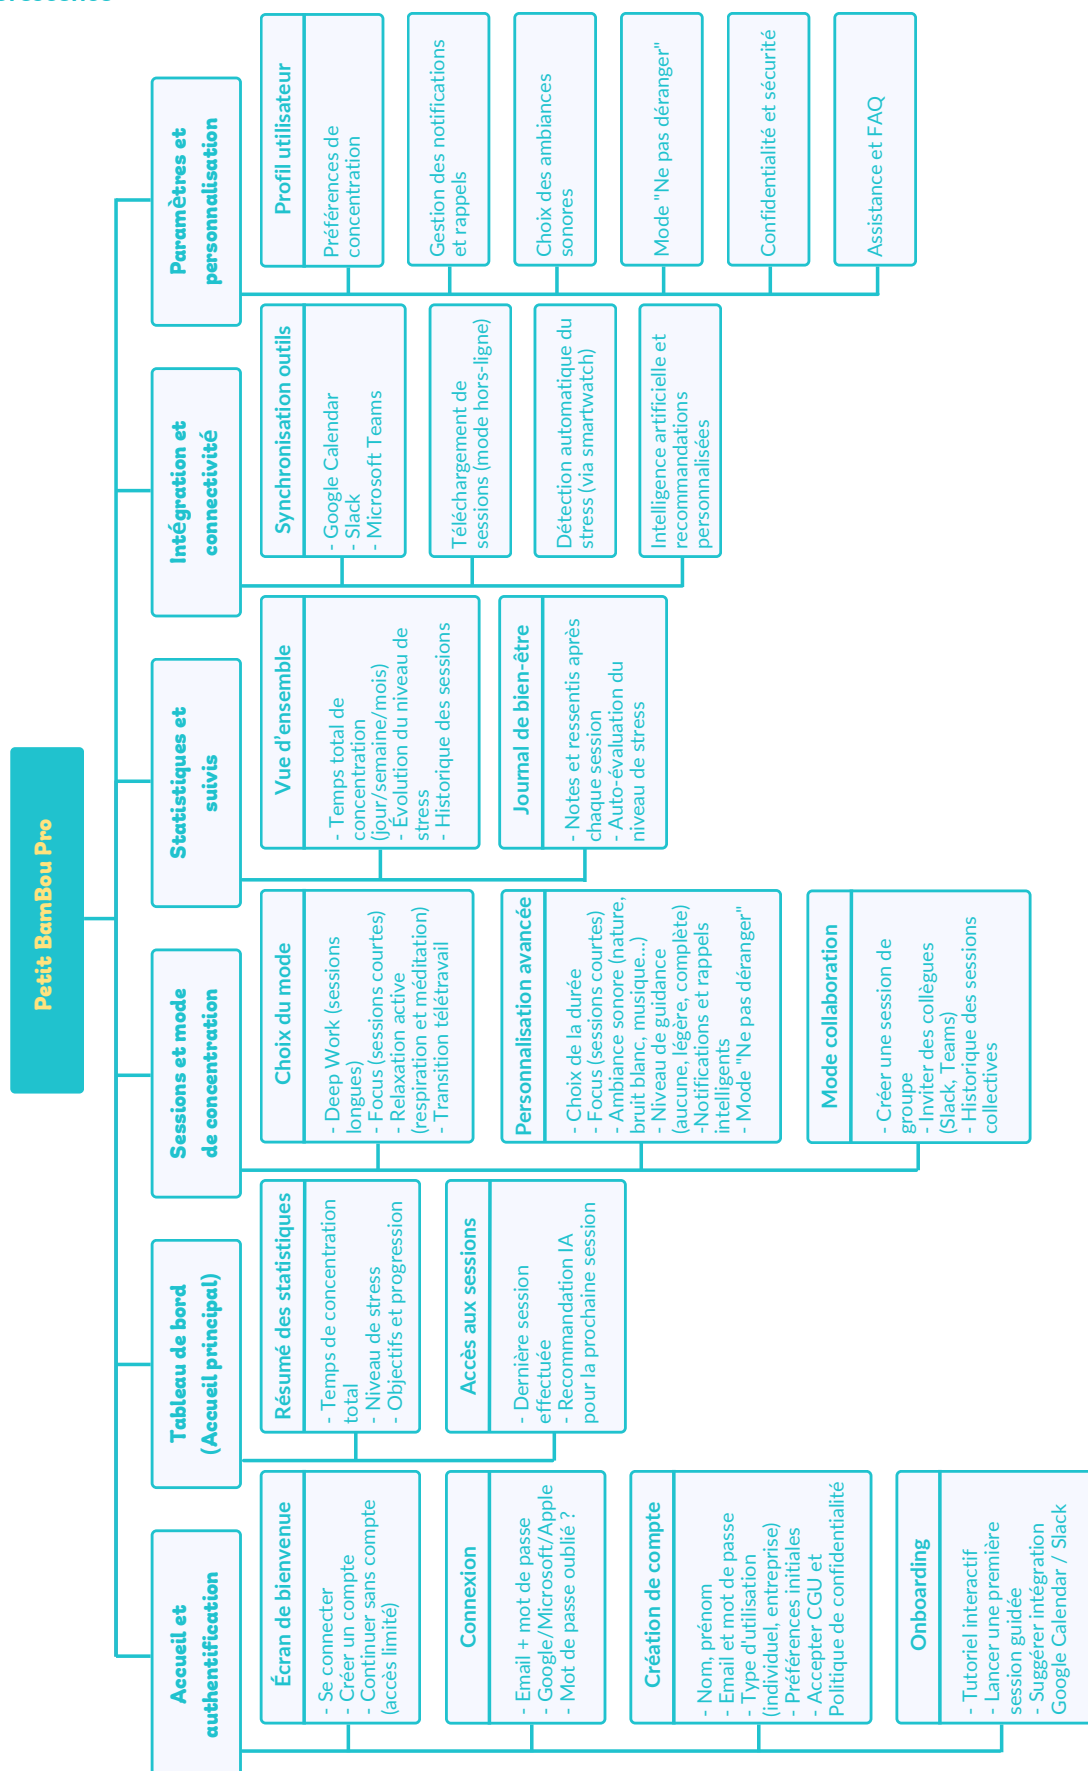 Petit BamBou Pro
Accueil et
authentification
Écran de bienvenue
- Se connecter
- Créer un compte
- Continuer sans compte
(accès limité)
Connexion
- Email + mot de passe
- Google/Microsoft/Apple
- Mot de passe oublié ?
Création de compte
- Nom, prénom
- Email et mot de passe
- Type d'utilisation
(individuel, entreprise)
- Préférences initiales
- Accepter CGU et
Politique de confidentialité
Onboarding
- Tutoriel interactif
- Lancer une première
session guidée
- Suggérer intégration
Google Calendar / Slack
Tableau de bord
(Accueil principal)
Résumé des statistiques
- Temps de concentration
total
- Niveau de stress
- Objectifs et progression
Accès aux sessions
- Dernière session
effectuée
- Recommandation IA
pour la prochaine session
Sessions et mode
de concentration
Choix du mode
- Deep Work (sessions
longues)
- Focus (sessions courtes)
- Relaxation active
(respiration et méditation)
- Transition télétravail
Personnalisation avancée
- Choix de la durée
- Focus (sessions courtes)
- Ambiance sonore (nature,
bruit blanc, musique...)
- Niveau de guidance
(aucune, légère, complète)
-Notifications et rappels
intelligents
- Mode "Ne pas déranger"
Mode collaboration
- Créer une session de
groupe
- Inviter des collègues
(Slack, Teams)
- Historique des sessions
collectives
Statistiques et
suivis
Vue d'ensemble
- Temps total de
concentration
(jour/semaine/mois)
- Évolution du niveau de
stress
- Historique des sessions
Journal de bien-être
- Notes et ressentis après
chaque session
- Auto-évaluation du
niveau de stress
Intégration et
connectivité
Synchronisation outils
- Google Calendar
- Slack
- Microsoft Teams
Téléchargement de
sessions (mode hors-ligne)
Détection automatique du
stress (via smartwatch)
Intelligence artificielle et
recommandations
personnalisées
Paramètres et
personnalisation
Profil utilisateur
Préférences de
concentration
Gestion des notifications
et rappels
Choix des ambiances
sonores
Mode "Ne pas déranger"
Confidentialité et sécurité
Assistance et FAQ